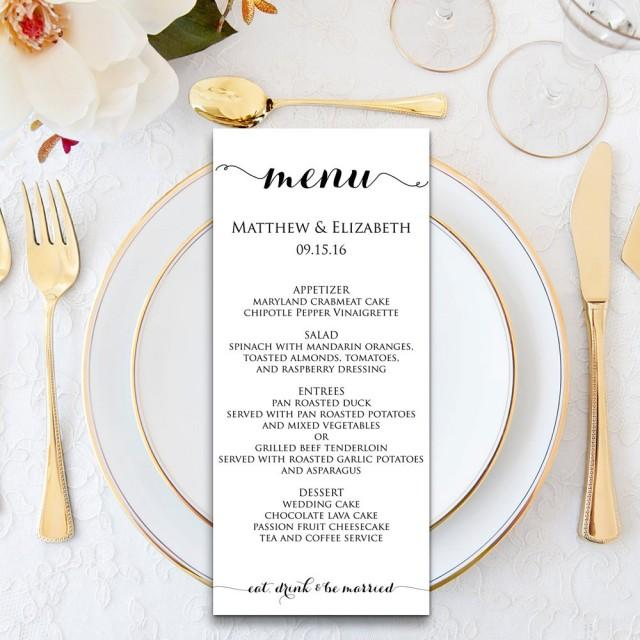 menu
Matthew & Elizabeth
09.15.16
APPETIZER
MARYLAND CRABMEAT CAKE
CHIPOTLE PEPPER VINAIGRETTE
SALAD
SPINACH WITH MANDARIN ORANGES,
TOASTED ALMONDS, TOMATOES,
AND RASPBERRY DRESSING
ENTREES
PAN ROASTED DUCK
SERVED WITH PAN ROASTED POTATOES
AND MIXED VEGETABLES
OR
GRILLED BEEF TENDERLOIN
SERVED WITH ROASTED GARLIC POTATOES
AND ASPARAGUS
DESSERT
WEDDING CAKE
CHOCOLATE LAVA CAKE
PASSION FRUIT CHEESECAKE
TEA AND COFFEE SERVICE
eat, drink & be married